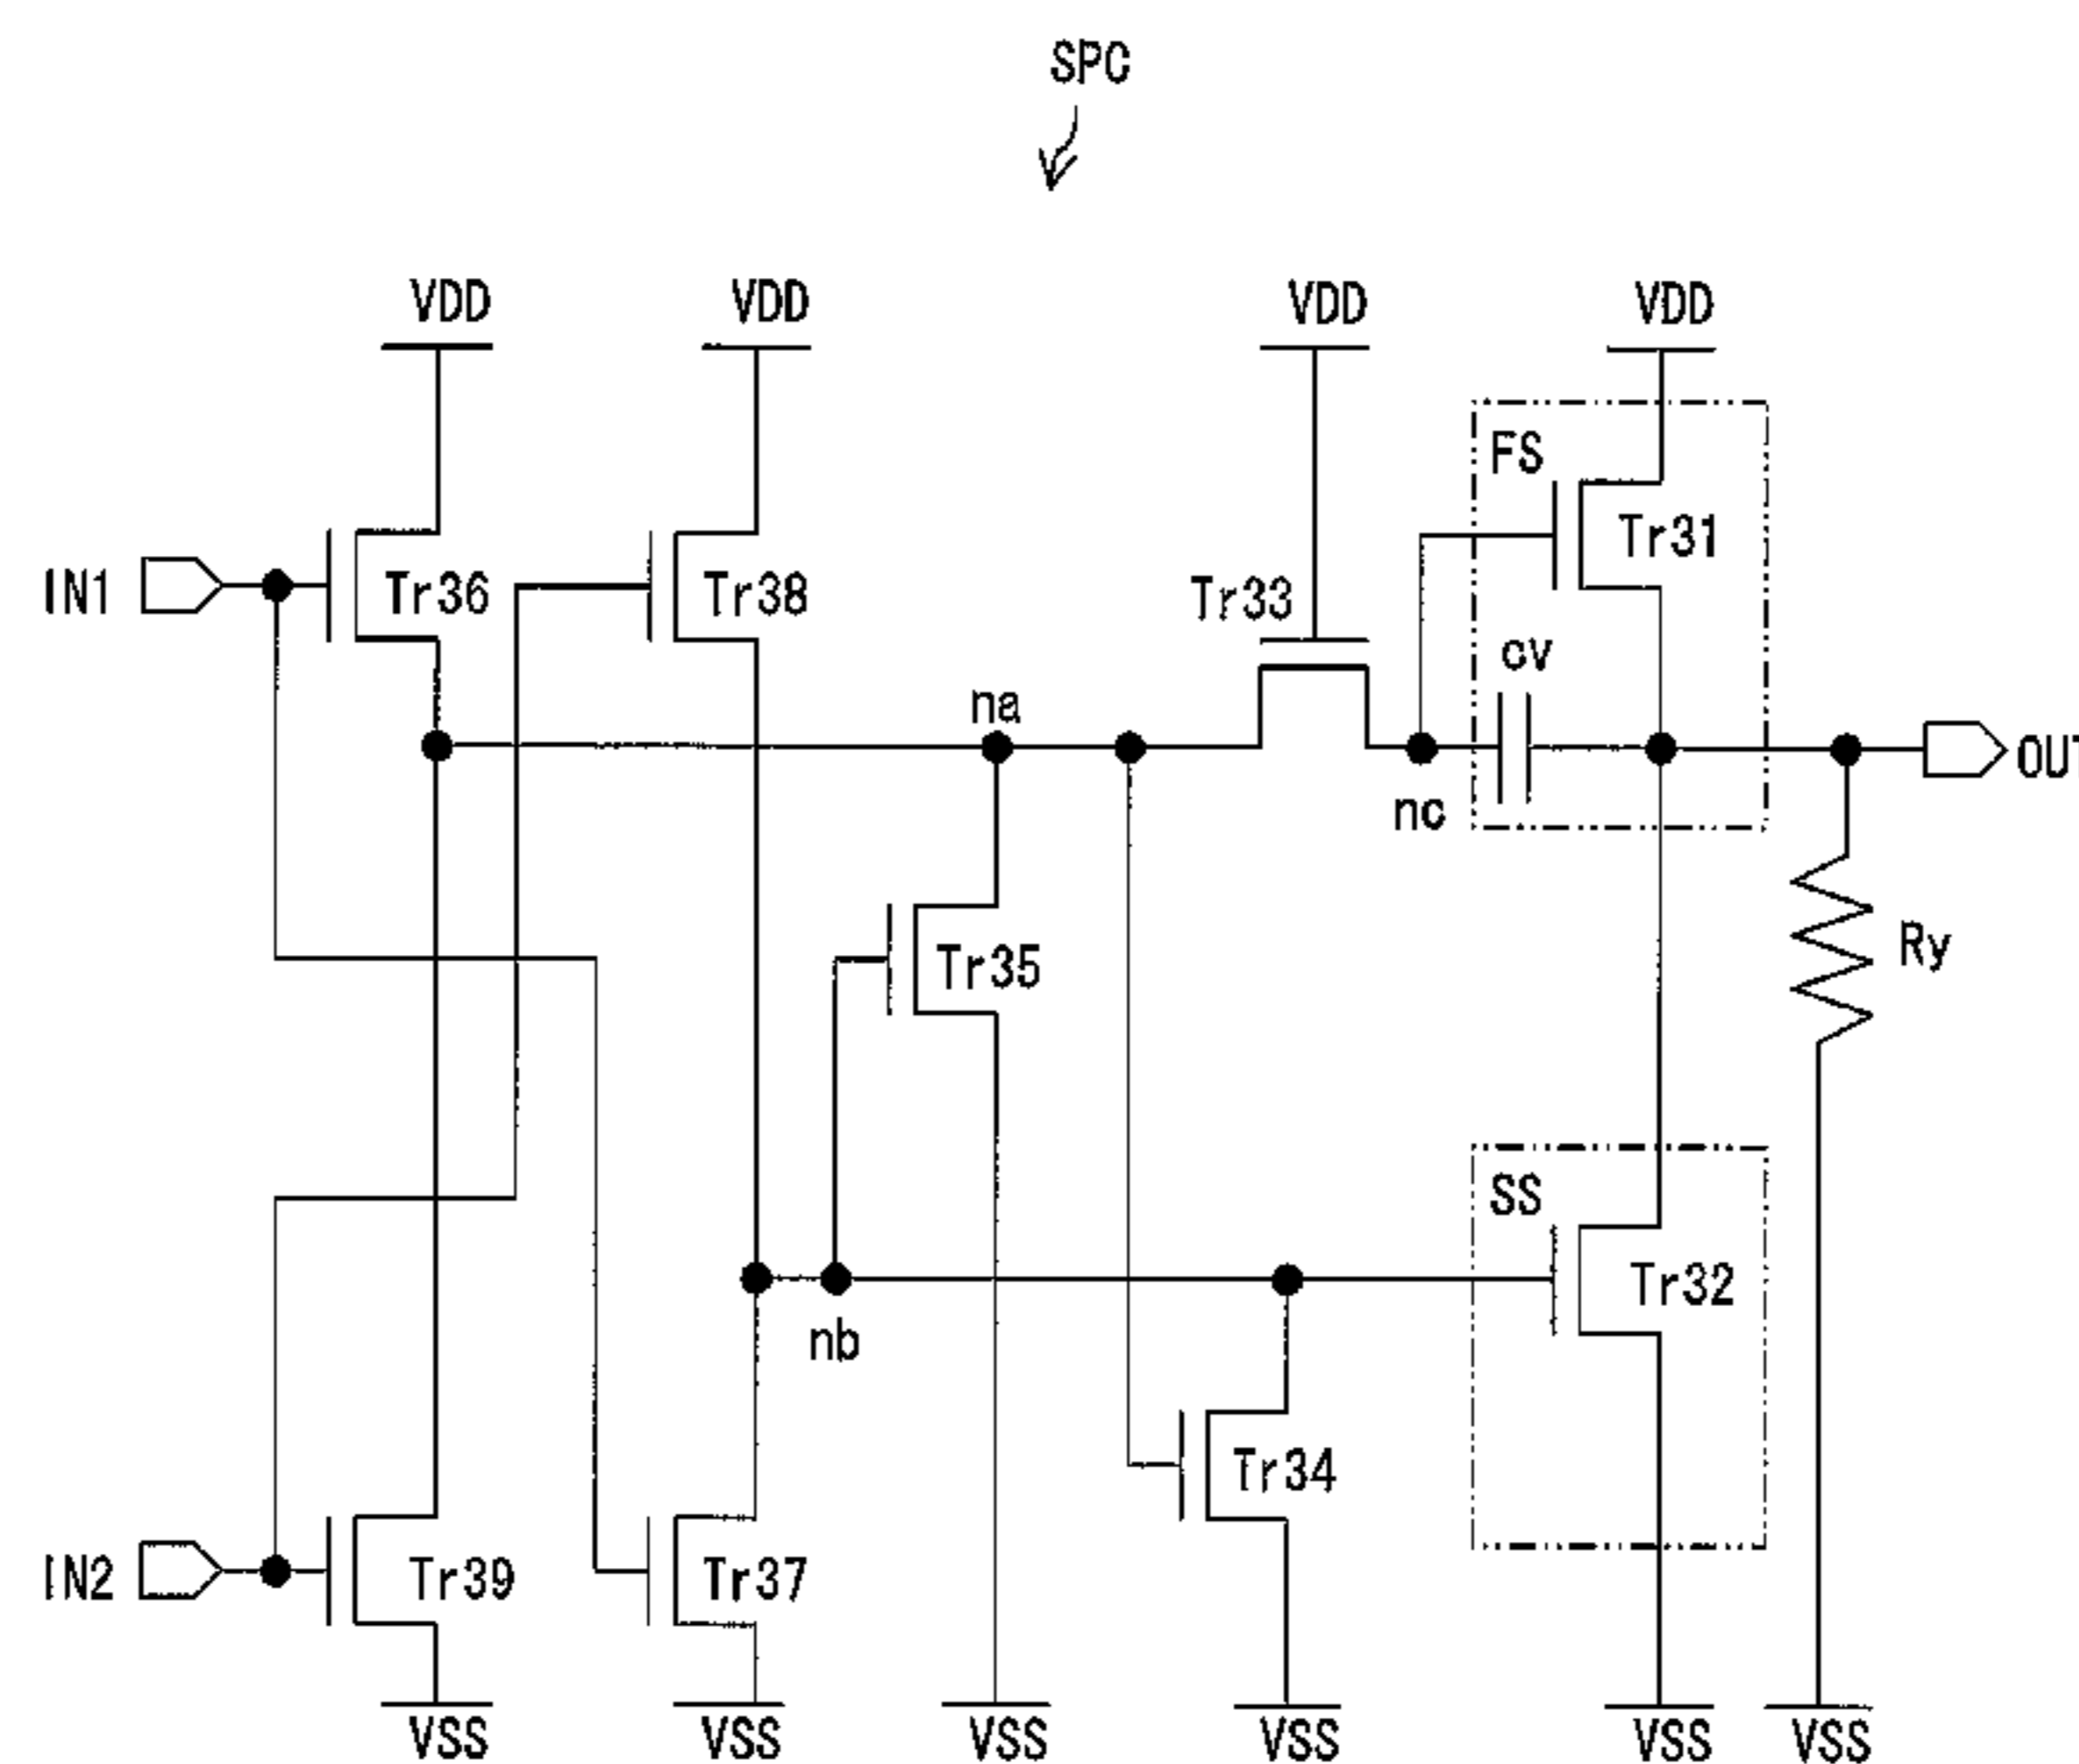 SPC
VDD
VDD
VDD
VDD
FS
Tr31
IN1
Tr36
Tr38
Tr33
cv
na
OUT
nc
Tr35
Ry
SS
Tr32
nb
Tr34
IN2
Tr39
Tr37
VSS
VSS
VSS
VSS
VSS
VSS